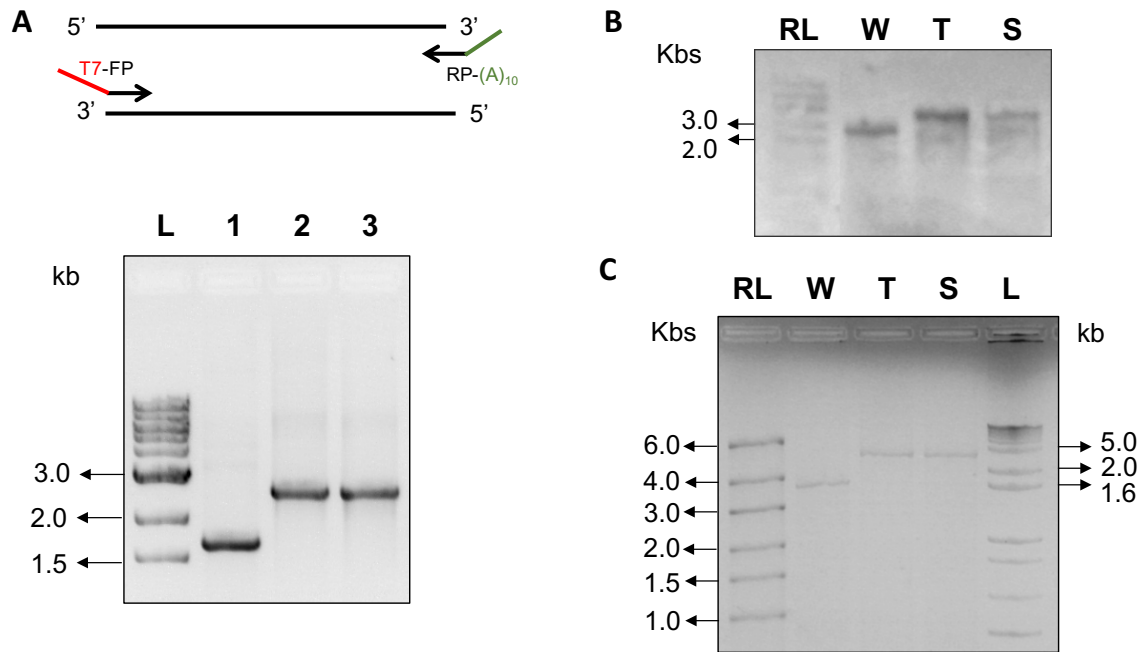 A
5’ 3’
T7-FP
RP-(A)10
3’ 5’
L 1 2 3
kb
3.0
2.0
1.5
B
RL W T S
Kbs
3.0
2.0
C
RL W T S L
Kbs kb
6.0
4.0
3.0
2.0
1.5
1.0
5.0
2.0
1.6